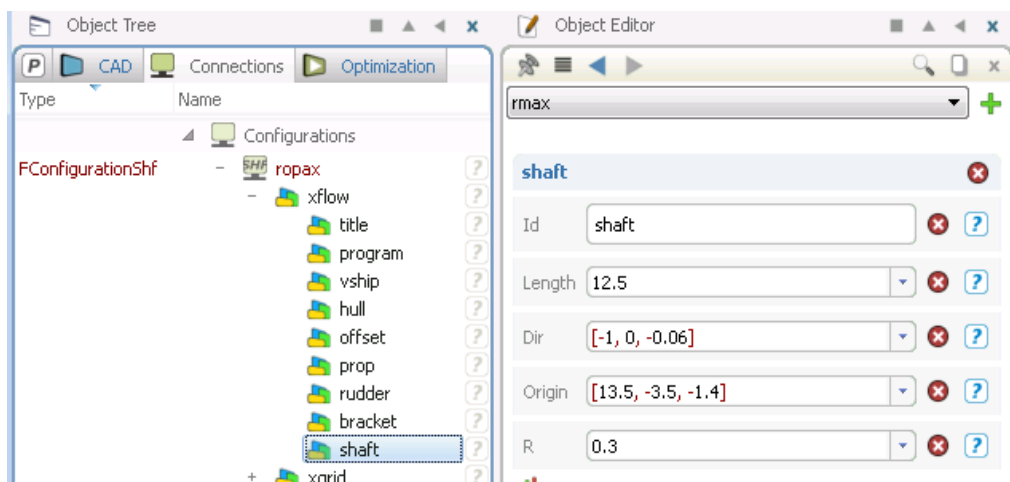 Object Tree
P CAD Connections Optimization
Type Name
Configurations
FConfigurationShf SHF ropax ?
xflow ?
title ?
program ?
vship ?
hull ?
offset ?
prop ?
rudder ?
bracket ?
shaft ?
xgrid ?
Object Editor
rmax
shaft
Id shaft ?
Length 12.5 ?
Dir [-1, 0, -0.06] ?
Origin [13.5, -3.5, -1.4] ?
R 0.3 ?